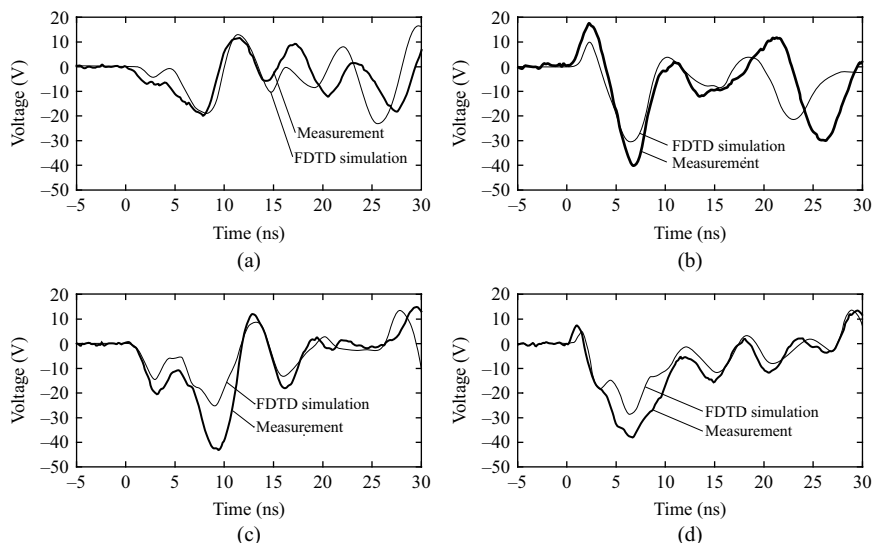 20
10
0
–10
–20
–30
–40
–50
Voltage (V)
Measurement
FDTD simulation
–5 0 5 10 15 20 25 30
Time (ns)
(a)
20
10
0
–10
–20
–30
–40
–50
Voltage (V)
FDTD simulation
Measurement
–5 0 5 10 15 20 25 30
Time (ns)
(b)
20
10
0
–10
–20
–30
–40
–50
Voltage (V)
FDTD simulation
Measurement
–5 0 5 10 15 20 25 30
Time (ns)
(c)
20
10
0
–10
–20
–30
–40
–50
Voltage (V)
FDTD simulation
Measurement
–5 0 5 10 15 20 25 30
Time (ns)
(d)